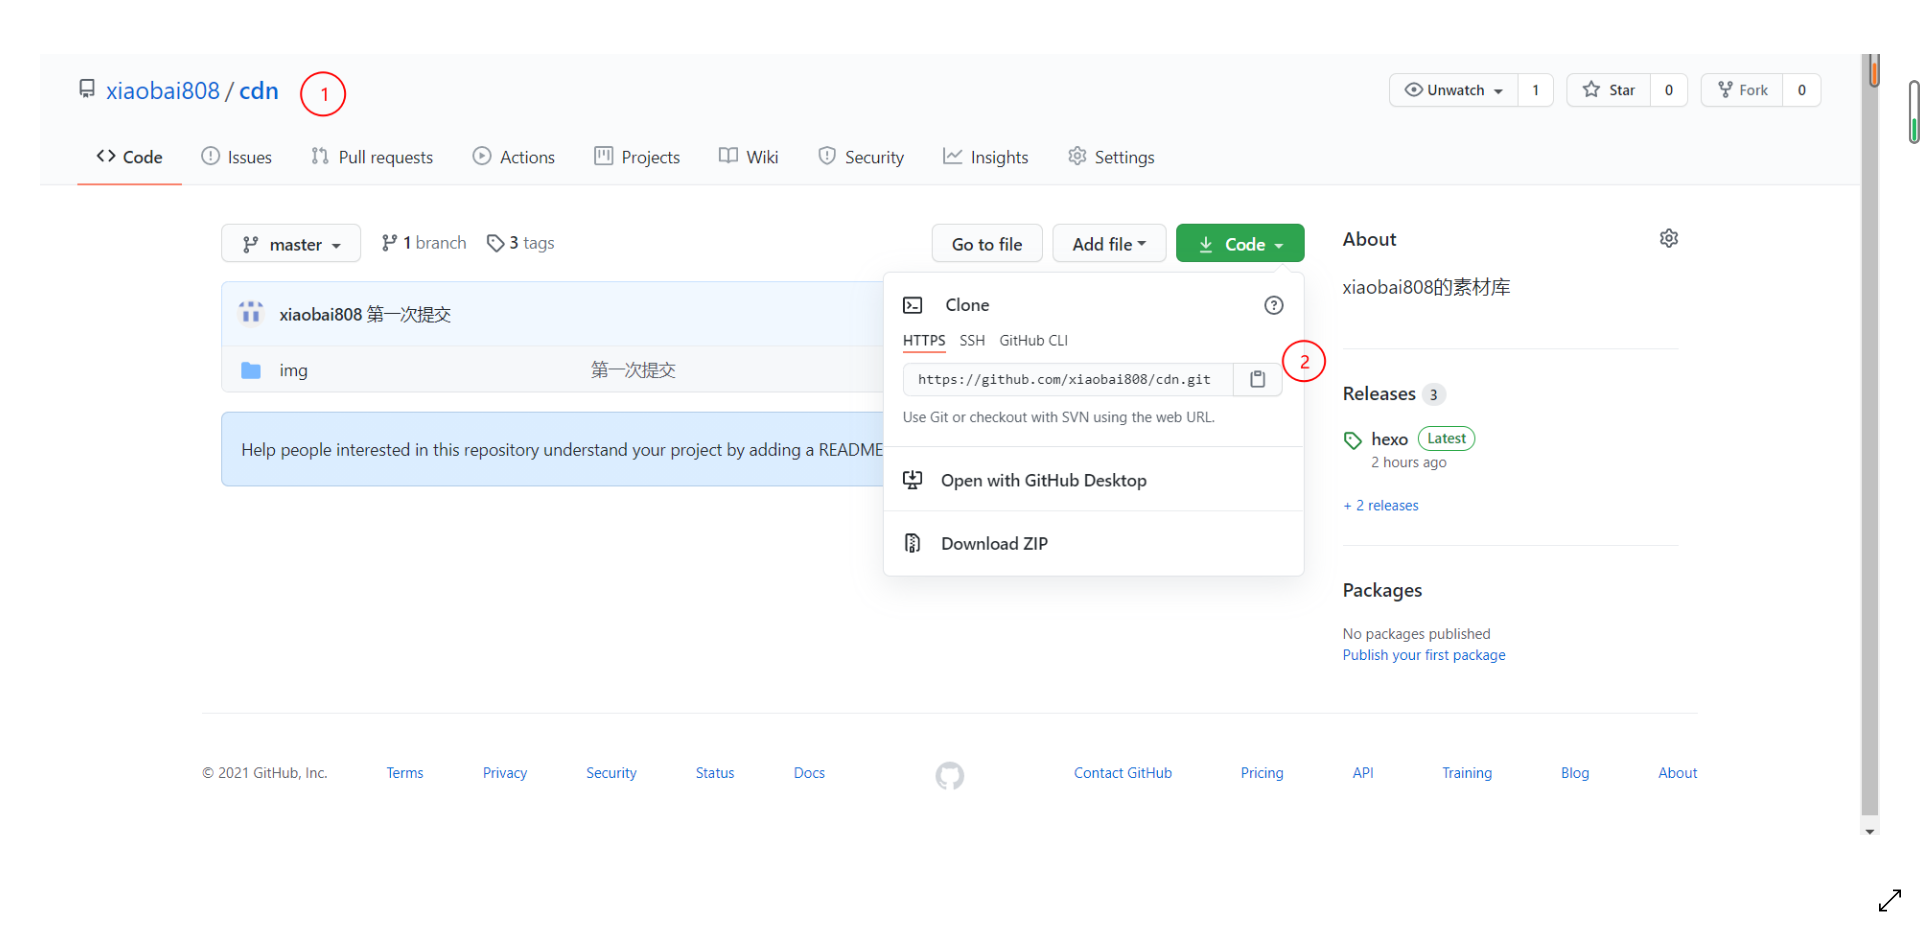 xiaobai808 / cdn 1
Unwatch 1 Star 0 Fork 0
Code Issues Pull requests Actions Projects Wiki Security Insights Settings
master 1 branch 3 tags Go to file Add file Code
xiaobai808 第一次提交
img 第一次提交
Help people interested in this repository understand your project by adding a README
Clone
HTTPS SSH GitHub CLI
2
https://github.com/xiaobai808/cdn.git
Use Git or checkout with SVN using the web URL.
Open with GitHub Desktop
Download ZIP
About
xiaobai808的素材库
Releases 3
hexo Latest
2 hours ago
+ 2 releases
Packages
No packages published
Publish your first package
© 2021 GitHub, Inc. Terms Privacy Security Status Docs Contact GitHub Pricing API Training Blog About